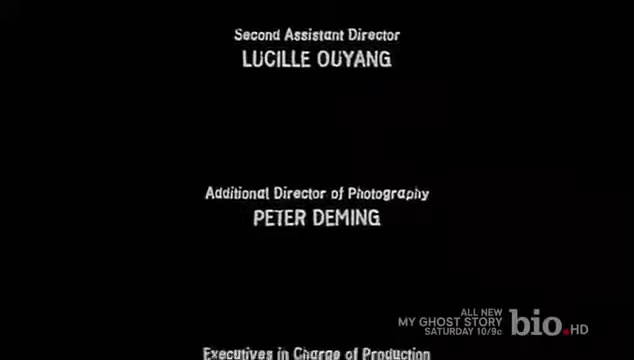 Second Assistant Director
LUCILLE OUYANG
Additional Director of Photography
PETER DEMING
ALL NEW
MY GHOST STORY
SATURDAY 10/9c
bio.HD
Executives in Charge of Production